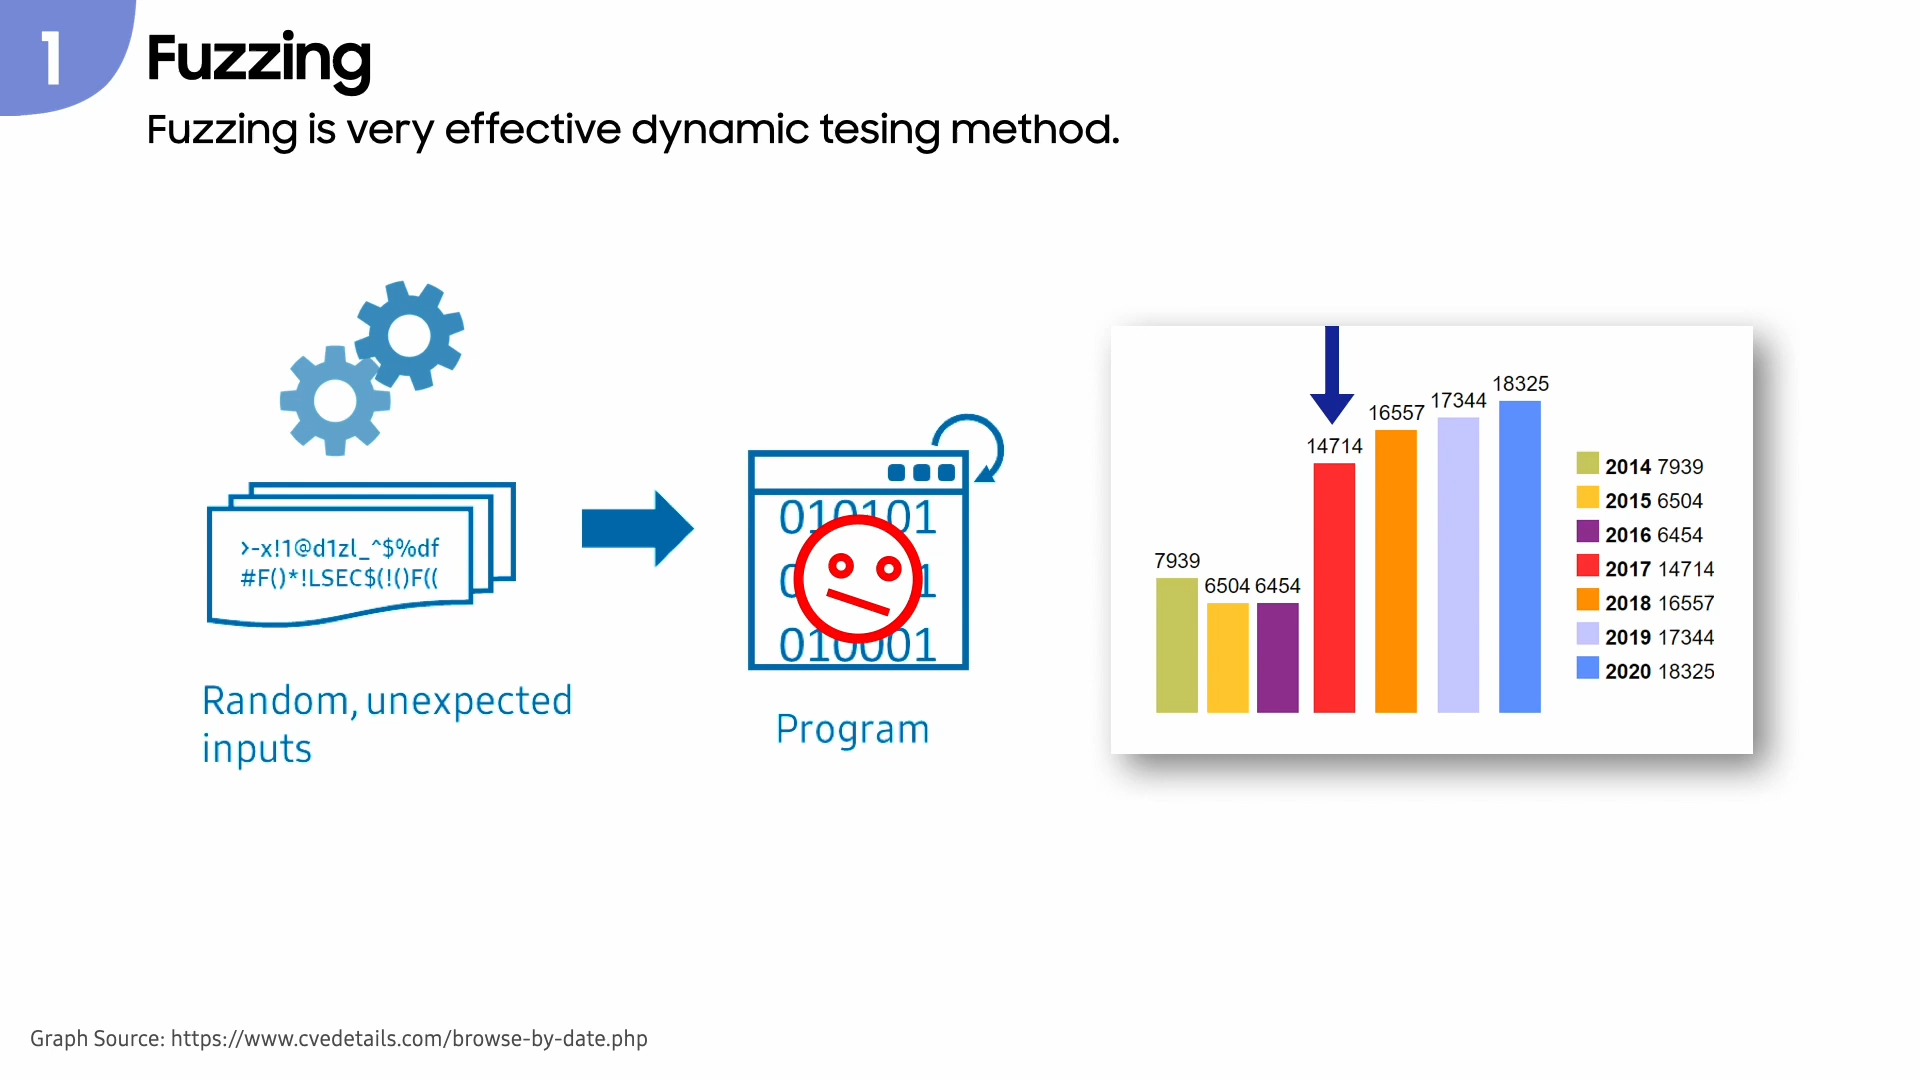 1
Fuzzing
Fuzzing is very effective dynamic tesing method.
>-x!1@d1zl_^$%df
#F()*!LSEC$(!()F((
Random, unexpected
inputs
010101
010001
Program
7939
6504
6454
14714
16557
17344
18325
2014 7939
2015 6504
2016 6454
2017 14714
2018 16557
2019 17344
2020 18325
Graph Source: https://www.cvedetails.com/browse-by-date.php